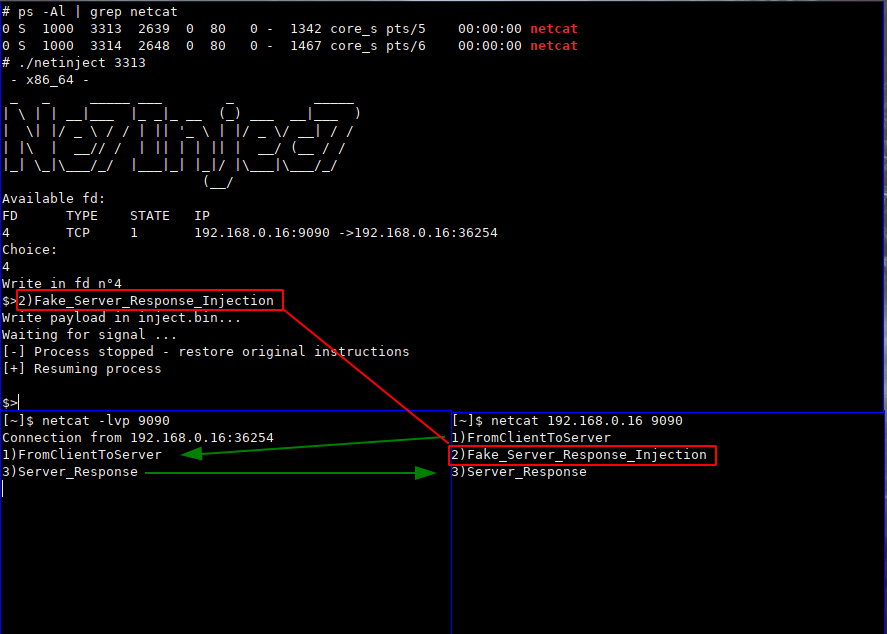 # ps -Al | grep netcat
0 S  1000  3313  2639  0  80   0 -  1342 core_s pts/5    00:00:00 netcat
0 S  1000  3314  2648  0  80   0 -  1467 core_s pts/6    00:00:00 netcat
# ./netinject 3313
 - x86_64 -
Net7Injec7
Available fd:
FD      TYPE    STATE   IP
4       TCP     1       192.168.0.16:9090 ->192.168.0.16:36254
Choice:
4
Write in fd n°4
$>2)Fake_Server_Response_Injection
Write payload in inject.bin...
Waiting for signal ...
[-] Process stopped - restore original instructions
[+] Resuming process
$>
[~]$ netcat -lvp 9090
Connection from 192.168.0.16:36254
1)FromClientToServer
3)Server_Response
[~]$ netcat 192.168.0.16 9090
1)FromClientToServer
2)Fake_Server_Response_Injection
3)Server_Response